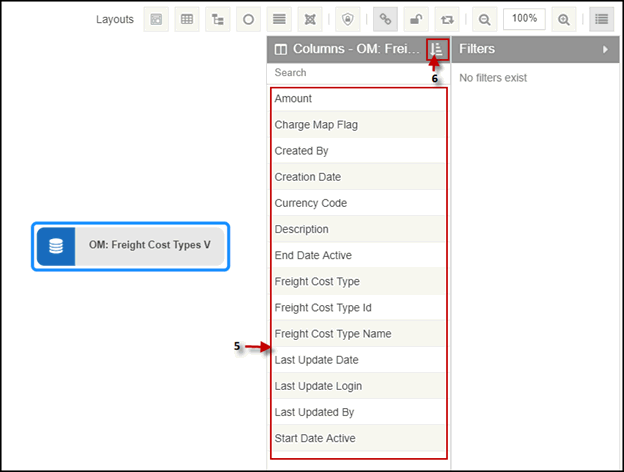 Layouts
100%
Columns - OM: Frei...
Filters
6
Search
No filters exist
Amount
Charge Map Flag
Created By
Creation Date
Currency Code
Description
OM: Freight Cost Types V
End Date Active
Freight Cost Type
Freight Cost Type Id
Freight Cost Type Name
5
Last Update Date
Last Update Login
Last Updated By
Start Date Active